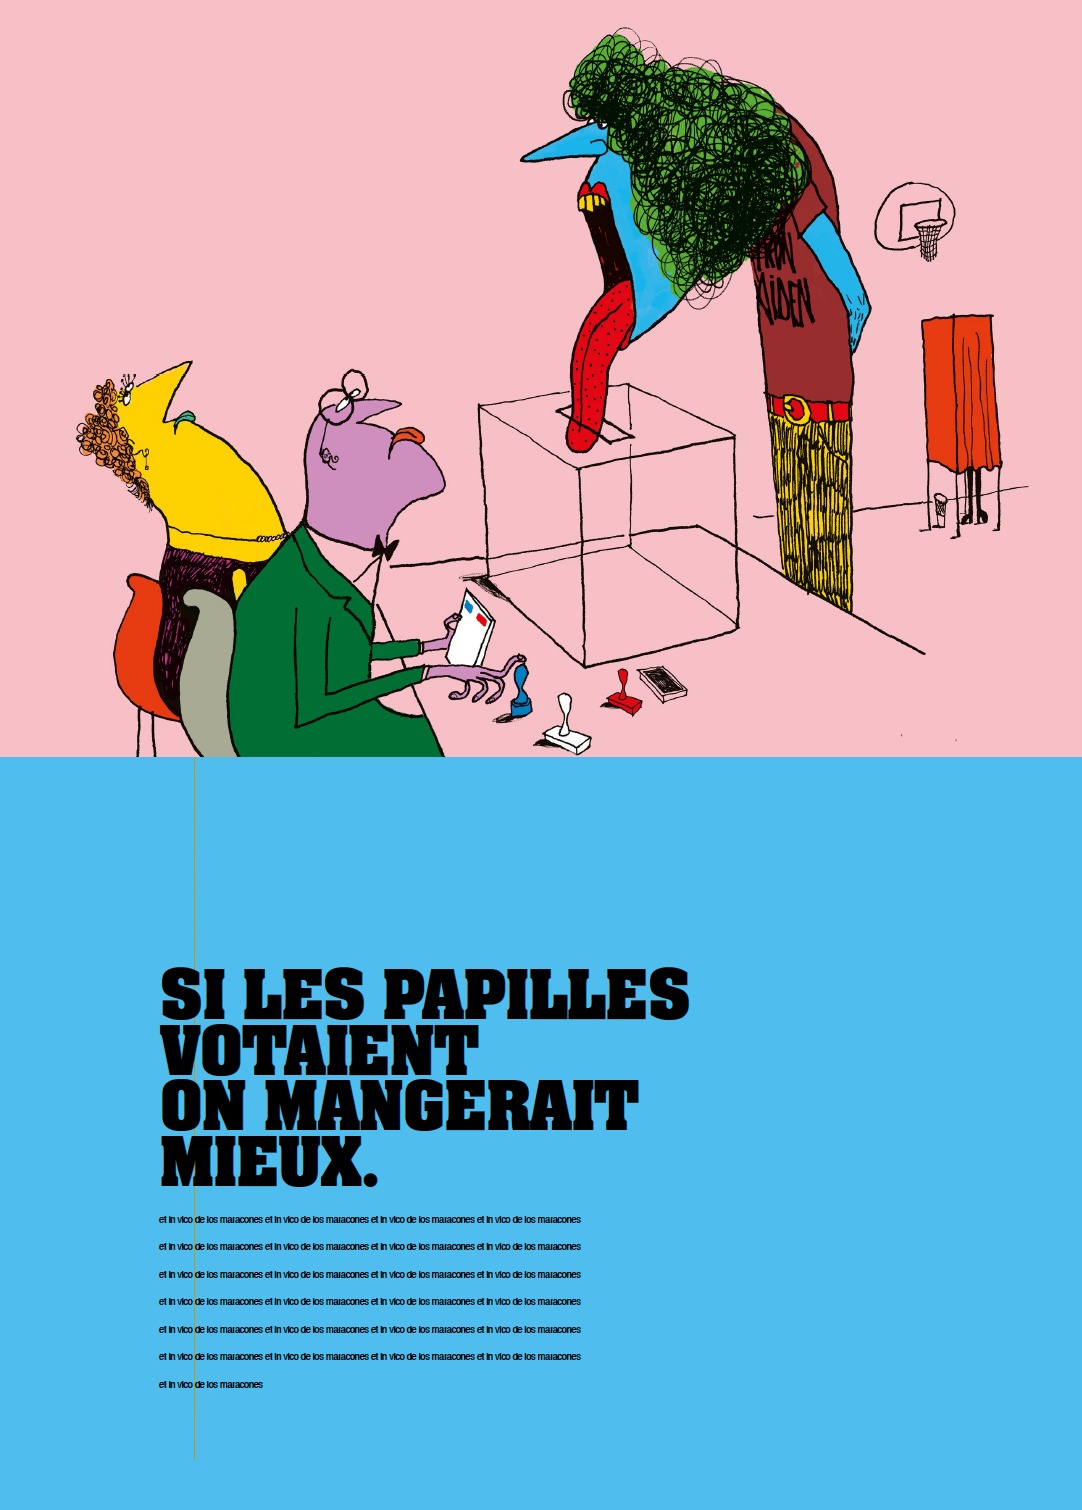 IRON
AIDEN
SI LES PAPILLES
VOTAIENT
ON MANGERAIT
MIEUX.
et in vico de los maracones et in vico de los maracones et in vico de los maracones et in vico de los maracones
et in vico de los maracones et in vico de los maracones et in vico de los maracones et in vico de los maracones
et in vico de los maracones et in vico de los maracones et in vico de los maracones et in vico de los maracones
et in vico de los maracones et in vico de los maracones et in vico de los maracones et in vico de los maracones
et in vico de los maracones et in vico de los maracones et in vico de los maracones et in vico de los maracones
et in vico de los maracones et in vico de los maracones et in vico de los maracones et in vico de los maracones
et in vico de los maracones